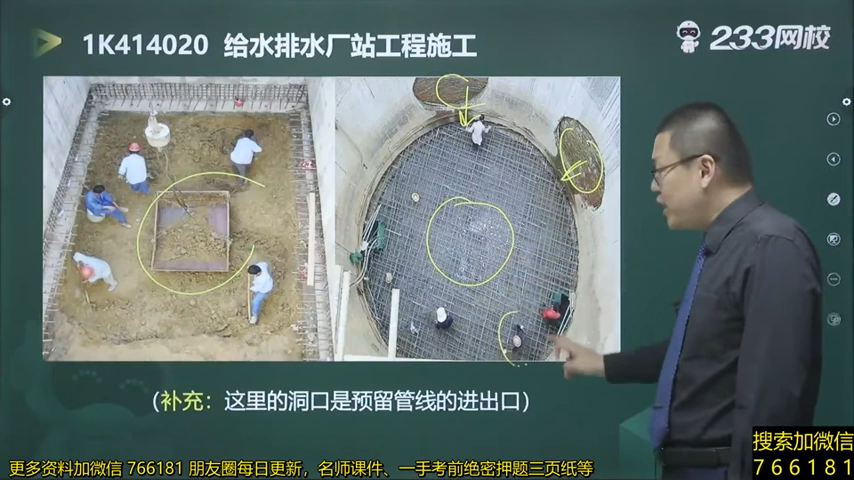 1K414020 给水排水厂站工程施工
233网校
（补充：这里的洞口是预留管线的进出口）
搜索加微信
766181
更多资料加微信 766181 朋友圈每日更新，名师课件、一手考前绝密押题三页纸等